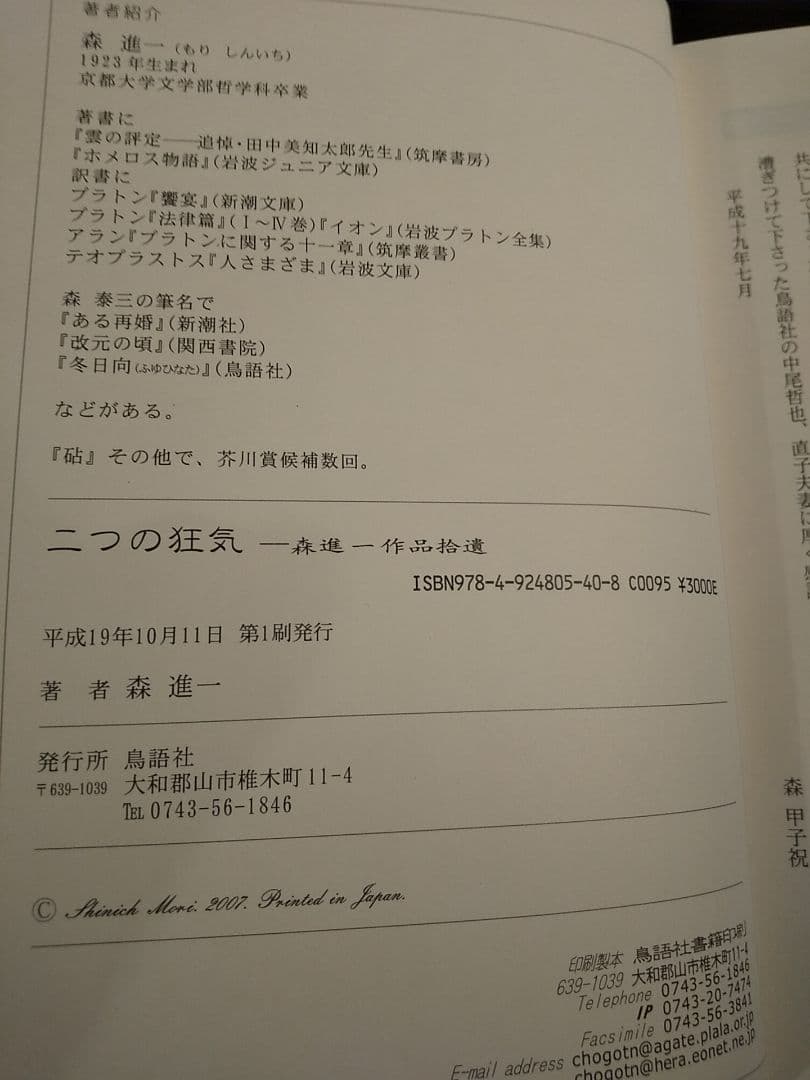 著者紹介
森 進一（もり しんいち）
1923年生まれ
京都大学文学部哲学科卒業
著書に
『雲の評定――追悼・田中美知太郎先生』（筑摩書房）
『ホメロス物語』（岩波ジュニア文庫）
訳書に
プラトン『饗宴』（新潮文庫）
プラトン『法律篇』（Ⅰ～Ⅳ巻）『イオン』（岩波プラトン全集）
アラン『プラトンに関する十一章』（筑摩叢書）
テオプラストス『人さまざま』（岩波文庫）
森 泰三の筆名で
『ある再婚』（新潮社）
『改元の頃』（関西書院）
『冬日向（ふゆひなた）』（鳥語社）
などがある。
『砧』その他で、芥川賞候補数回。
二つの狂気 ―森進一作品拾遺
ISBN978-4-924805-40-8 C0095 ¥3000E
平成19年10月11日 第1刷発行
著 者 森 進一
発行所 鳥語社
〒639-1039 大和郡山市椎木町11-4
TEL 0743-56-1846
© Shinich Mori. 2007. Printed in Japan.
印刷製本 鳥語社書籍印刷
639-1039 大和郡山市椎木町11-4
Telephone 0743-56-1846
IP 0743-20-7474
Facsimile 0743-56-3841
E-mail address chogotn@agate.plala.or.jp
chogotn@hera.eonet.ne.jp
共にして
漕ぎつけて下さった鳥語社の中尾哲也、直子夫妻に厚く
平成十九年七月
森 甲子祝